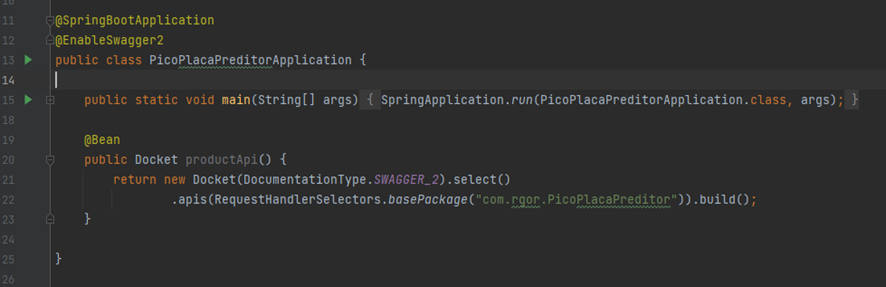 11 @SpringBootApplication
12 @EnableSwagger2
13 public class PicoPlacaPreditorApplication {
14
15 public static void main(String[] args) { SpringApplication.run(PicoPlacaPreditorApplication.class, args); }
18
19 @Bean
20 public Docket productApi() {
21 return new Docket(DocumentationType.SWAGGER_2).select()
22 .apis(RequestHandlerSelectors.basePackage("com.rgor.PicoPlacaPreditor")).build();
23 }
24
25 }
26